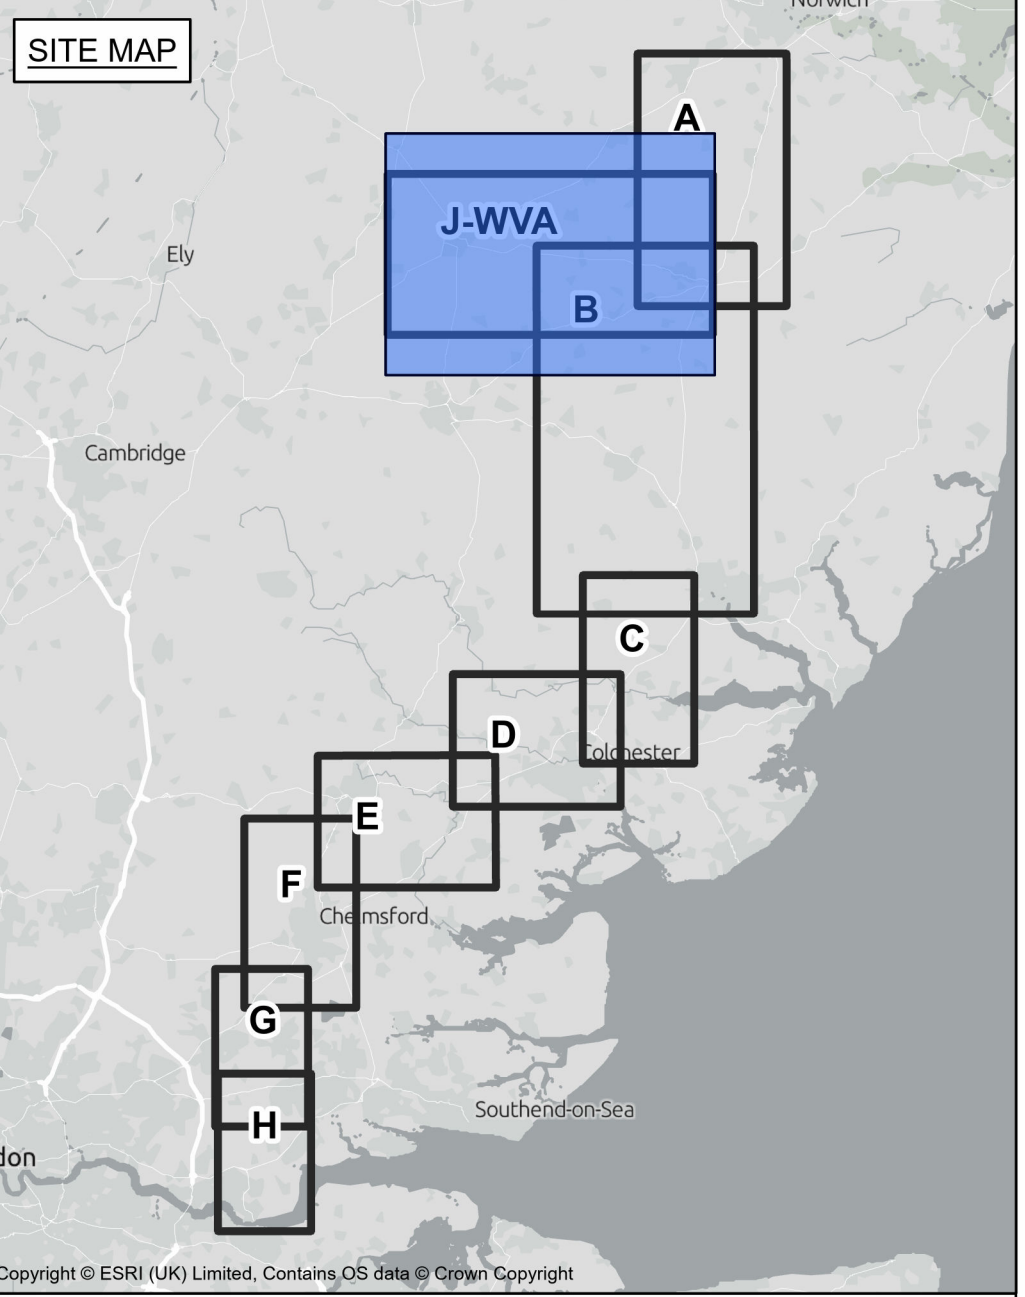 Norwich
SITE MAP
A
J-WVA
Ely
B
Cambridge
C
D
Colchester
E
F
Chelmsford
G
Southend-on-Sea
H
don
Copyright © ESRI (UK) Limited, Contains OS data © Crown Copyright